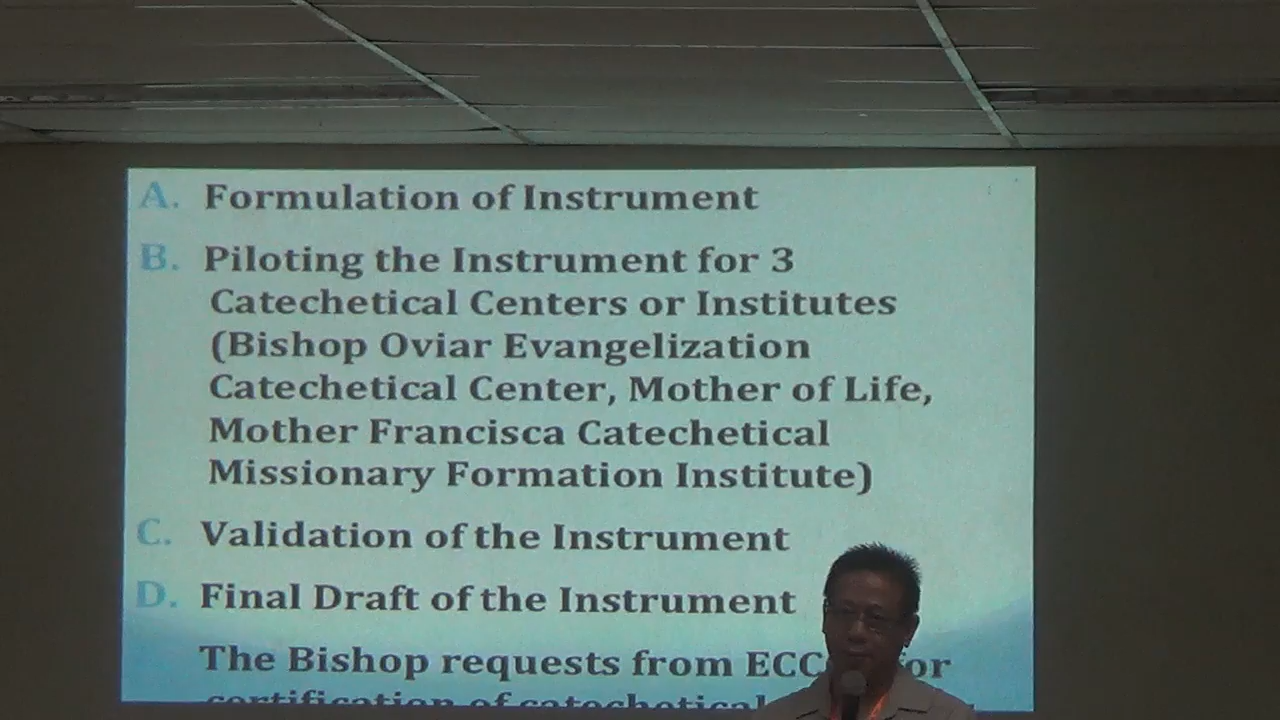 A. Formulation of Instrument
B. Piloting the Instrument for 3
Catechetical Centers or Institutes
(Bishop Oviar Evangelization
Catechetical Center, Mother of Life,
Mother Francisca Catechetical
Missionary Formation Institute)
C. Validation of the Instrument
D. Final Draft of the Instrument
The Bishop requests from for
certification of catechetical